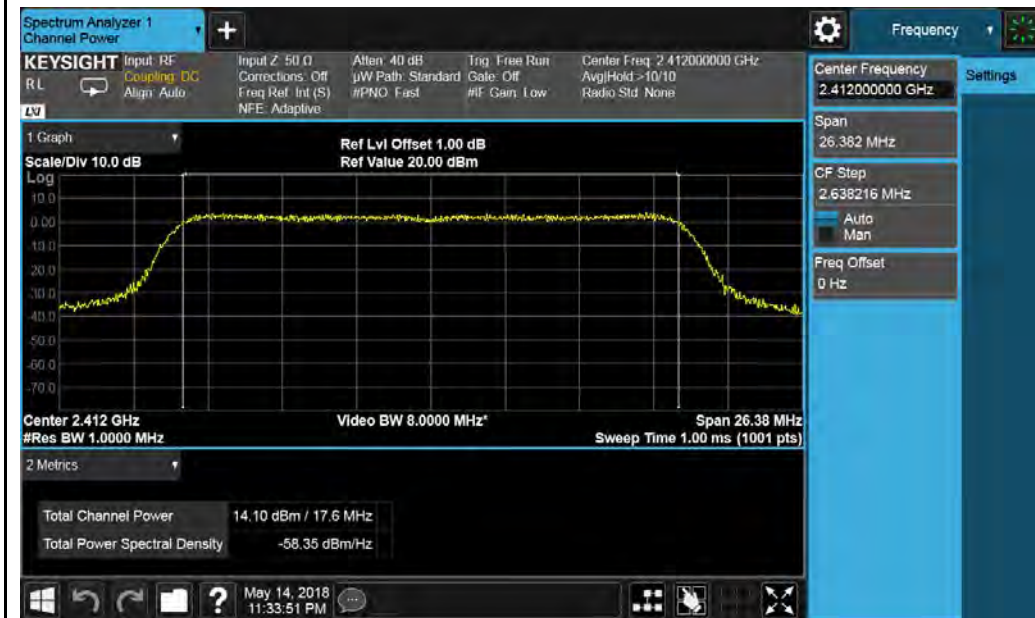 Spectrum Analyzer 1
Channel Power
+
Frequency
KEYSIGHT Input: RF Input Z: 50 Ω Atten: 40 dB Trig: Free Run Center Freq: 2.412000000 GHz
RL Coupling: DC Corrections: Off µW Path: Standard Gate: Off Avg|Hold:>10/10
Align: Auto Freq Ref: Int (S) #PNO: Fast #IF Gain: Low Radio Std: None
LXI NFE: Adaptive
Center Frequency
2.412000000 GHz
Settings
Span
26.382 MHz
CF Step
2.638216 MHz
Auto
Man
Freq Offset
0 Hz
1 Graph
Ref Lvl Offset 1.00 dB
Scale/Div 10.0 dB Ref Value 20.00 dBm
Log
10.0
0.00
-10.0
-20.0
-30.0
-40.0
-50.0
-60.0
-70.0
Center 2.412 GHz Video BW 8.0000 MHz* Span 26.38 MHz
#Res BW 1.0000 MHz Sweep Time 1.00 ms (1001 pts)
2 Metrics
Total Channel Power 14.10 dBm / 17.6 MHz
Total Power Spectral Density -58.35 dBm/Hz
? May 14, 2018
11:33:51 PM